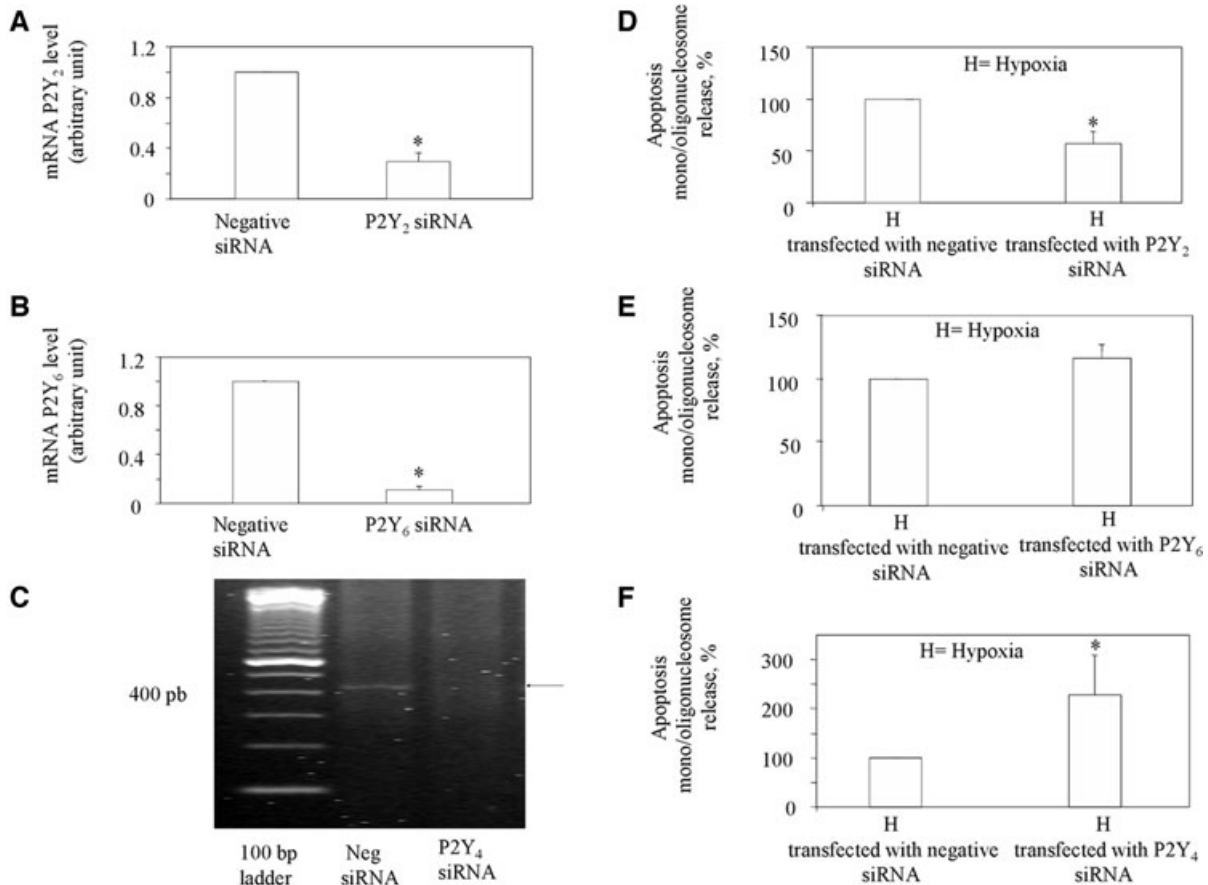 A
mRNA P2Y₂ level
(arbitrary unit)
1.2
0.8
0.4
0
*
Negative
siRNA
P2Y₂ siRNA
B
mRNA P2Y₆ level
(arbitrary unit)
1.2
0.8
0.4
0
*
Negative
siRNA
P2Y₆ siRNA
C
400 pb
100 bp
ladder
Neg
siRNA
P2Y₄
siRNA
D
Apoptosis
mono/oligonucleosome
release, %
150
100
50
0
H= Hypoxia
*
H
transfected with negative
siRNA
H
transfected with P2Y₂
siRNA
E
Apoptosis
mono/oligonucleosome
release, %
150
100
50
0
H= Hypoxia
H
transfected with negative
siRNA
H
transfected with P2Y₆
siRNA
F
Apoptosis
mono/oligonucleosome
release, %
300
200
100
0
H= Hypoxia
*
H
transfected with negative
siRNA
H
transfected with P2Y₄
siRNA